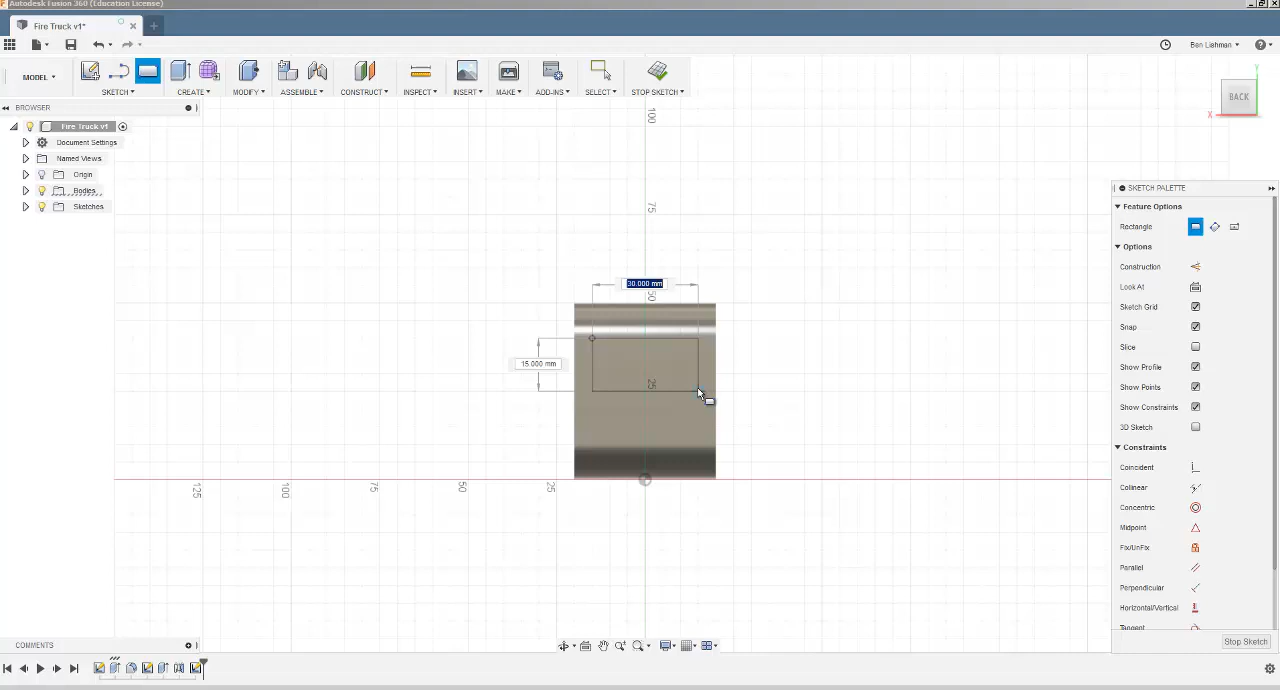 Autodesk Fusion 360 (Education License)
Fire Truck v1*
Ben Lishman
MODEL
SKETCH
CREATE
MODIFY
ASSEMBLE
CONSTRUCT
INSPECT
INSERT
MAKE
ADD-INS
SELECT
STOP SKETCH
BROWSER
Fire Truck v1
Document Settings
Named Views
Origin
Bodies
Sketches
Y
BACK
X
100
75
50
25
125
100
75
50
25
30.000 mm
15.000 mm
SKETCH PALETTE
Feature Options
Rectangle
Options
Construction
Look At
Sketch Grid
Snap
Slice
Show Profile
Show Points
Show Constraints
3D Sketch
Constraints
Coincident
Collinear
Concentric
Midpoint
Fix/UnFix
Parallel
Perpendicular
Horizontal/Vertical
Tangent
Stop Sketch
COMMENTS